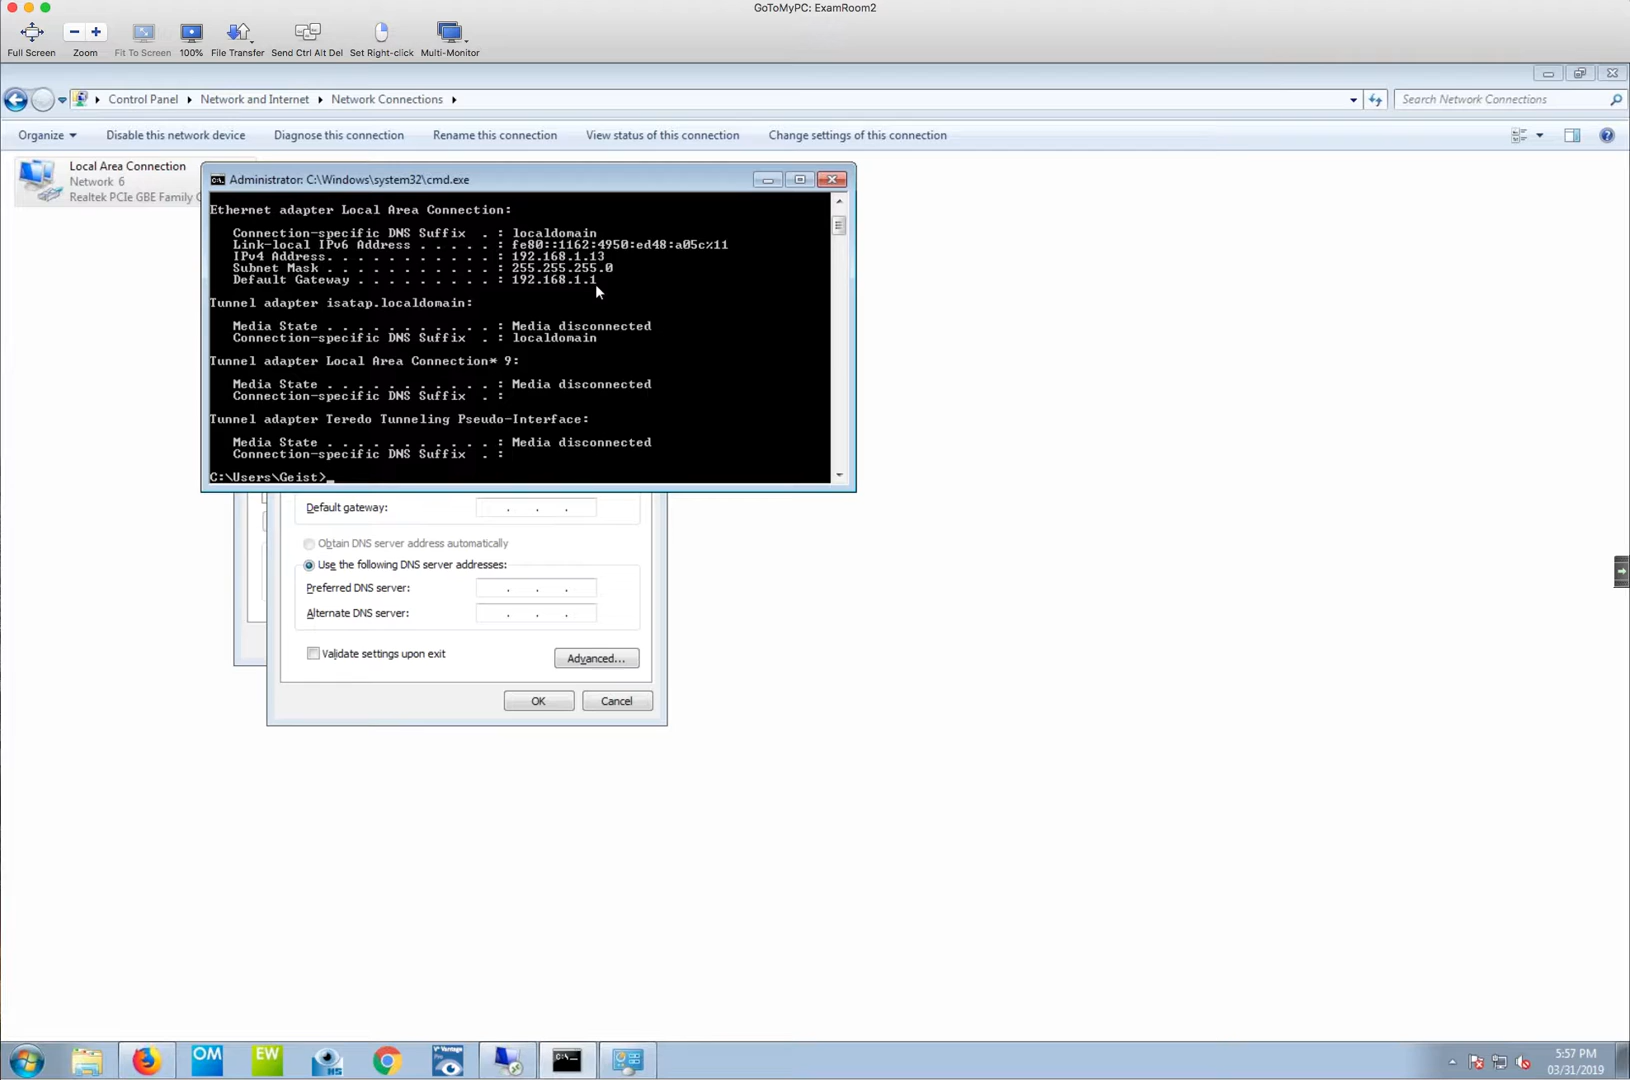 GoToMyPC: ExamRoom2
Full Screen
Zoom
Fit To Screen
100%
File Transfer
Send Ctrl Alt Del
Set Right-click
Multi-Monitor
Control Panel
Network and Internet
Network Connections
Search Network Connections
Organize
Disable this network device
Diagnose this connection
Rename this connection
View status of this connection
Change settings of this connection
Local Area Connection
Network 6
Realtek PCIe GBE Family C
Administrator: C:\Windows\system32\cmd.exe
Ethernet adapter Local Area Connection:
Connection-specific DNS Suffix  . : localdomain
Link-local IPv6 Address . . . . . : fe80::1162:4950:ed48:a05c%11
IPv4 Address. . . . . . . . . . . : 192.168.1.13
Subnet Mask . . . . . . . . . . . : 255.255.255.0
Default Gateway . . . . . . . . . : 192.168.1.1
Tunnel adapter isatap.localdomain:
Media State . . . . . . . . . . . : Media disconnected
Connection-specific DNS Suffix  . : localdomain
Tunnel adapter Local Area Connection* 9:
Media State . . . . . . . . . . . : Media disconnected
Connection-specific DNS Suffix  . :
Tunnel adapter Teredo Tunneling Pseudo-Interface:
Media State . . . . . . . . . . . : Media disconnected
Connection-specific DNS Suffix  . :
C:\Users\Geist>_
Default gateway: . . .
Obtain DNS server address automatically
Use the following DNS server addresses:
Preferred DNS server: . . .
Alternate DNS server: . . .
Validate settings upon exit
Advanced...
OK
Cancel
OM
EW
NS
V* Vantage
Pro
C:\_
5:57 PM
03/31/2019